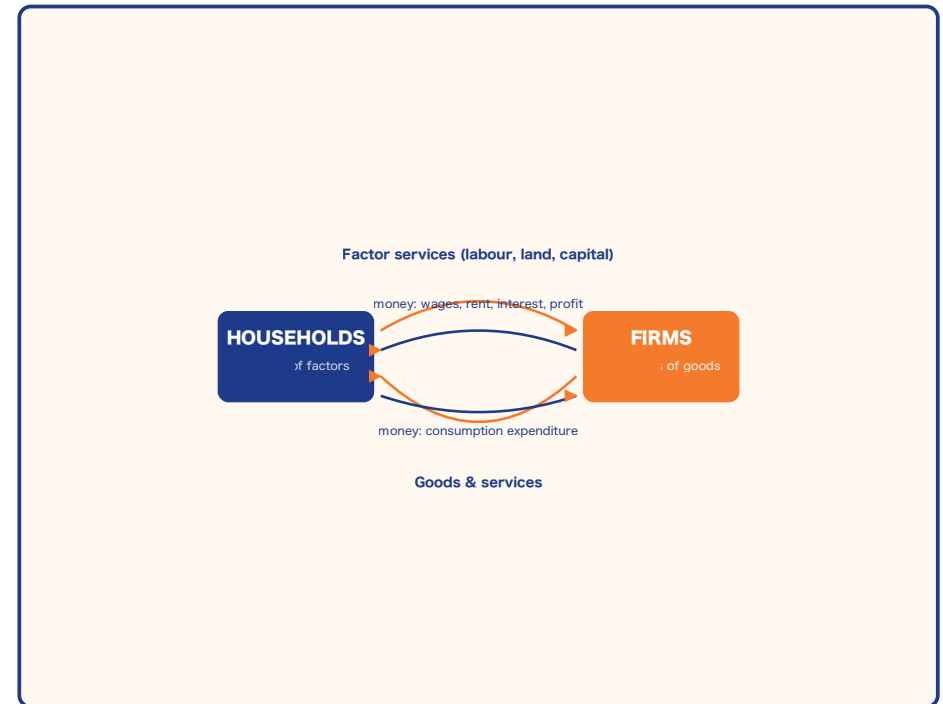 Factor services (labour, land, capital)
money: wages, rent, interest, profit
HOUSEHOLDS
of factors
FIRMS
of goods
money: consumption expenditure
Goods & services